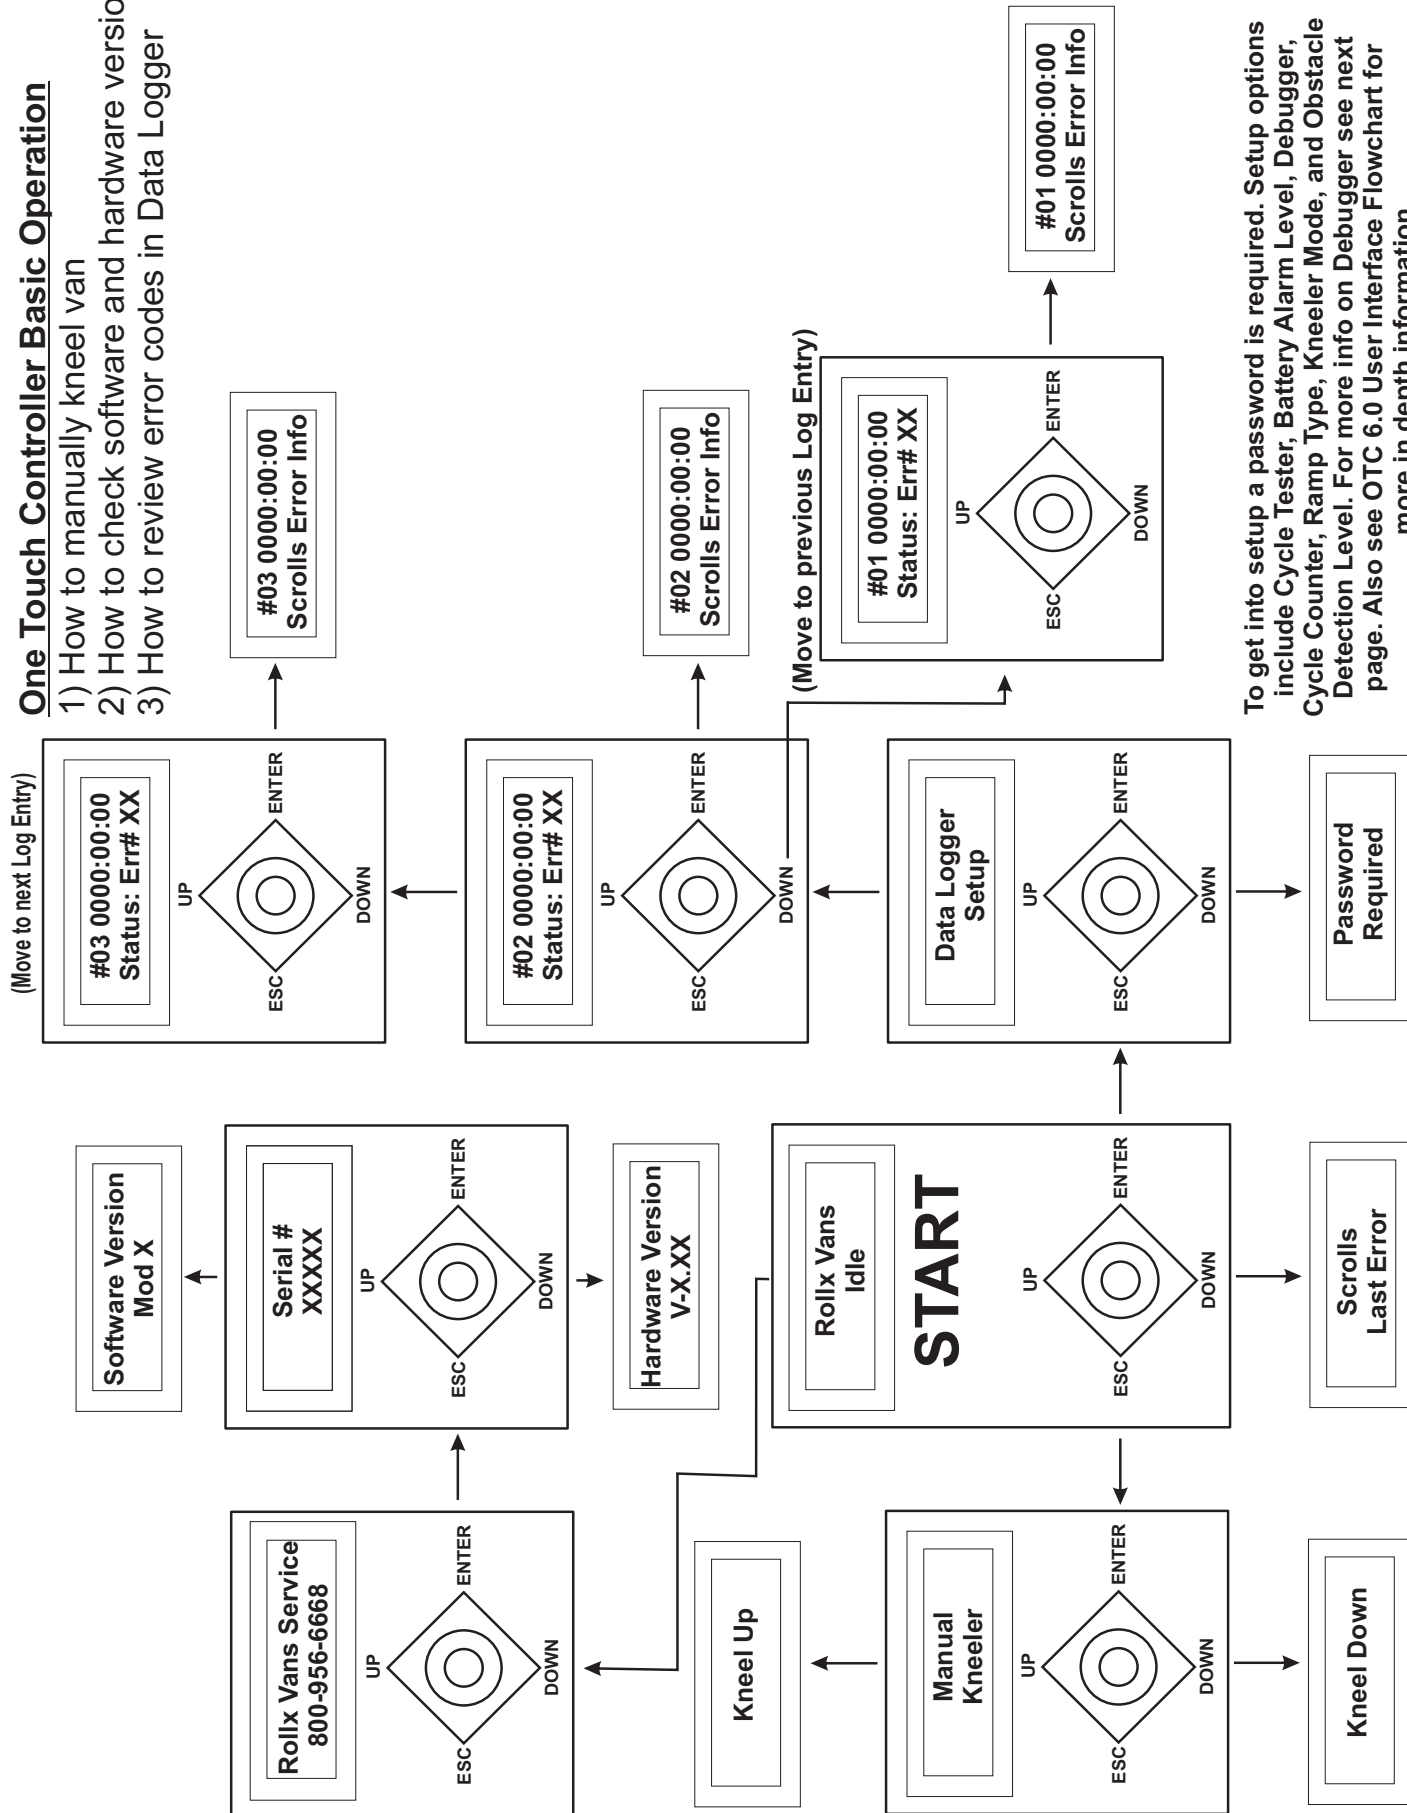 One Touch Controller Basic Operation
1) How to manually kneel van
2) How to check software and hardware versio
3) How to review error codes in Data Logger
(Move to next Log Entry)
#03 0000:00:00
Status: Err# XX
UP
ESC
ENTER
DOWN
#03 0000:00:00
Scrolls Error Info
Software Version
Mod X
Rollx Vans Service
800-956-6668
UP
ESC
ENTER
DOWN
Serial #
XXXXX
UP
ESC
ENTER
DOWN
Hardware Version
V-X.XX
#02 0000:00:00
Status: Err# XX
UP
ESC
ENTER
DOWN
#02 0000:00:00
Scrolls Error Info
(Move to previous Log Entry)
#01 0000:00:00
Status: Err# XX
UP
ESC
ENTER
DOWN
#01 0000:00:00
Scrolls Error Info
Kneel Up
Manual
Kneeler
UP
ESC
ENTER
DOWN
Kneel Down
Rollx Vans
Idle
START
UP
ESC
ENTER
DOWN
Scrolls
Last Error
Data Logger
Setup
UP
ESC
ENTER
DOWN
Password
Required
To get into setup a password is required. Setup options
include Cycle Tester, Battery Alarm Level, Debugger,
Cycle Counter, Ramp Type, Kneeler Mode, and Obstacle
Detection Level. For more info on Debugger see next
page. Also see OTC 6.0 User Interface Flowchart for
more in depth information